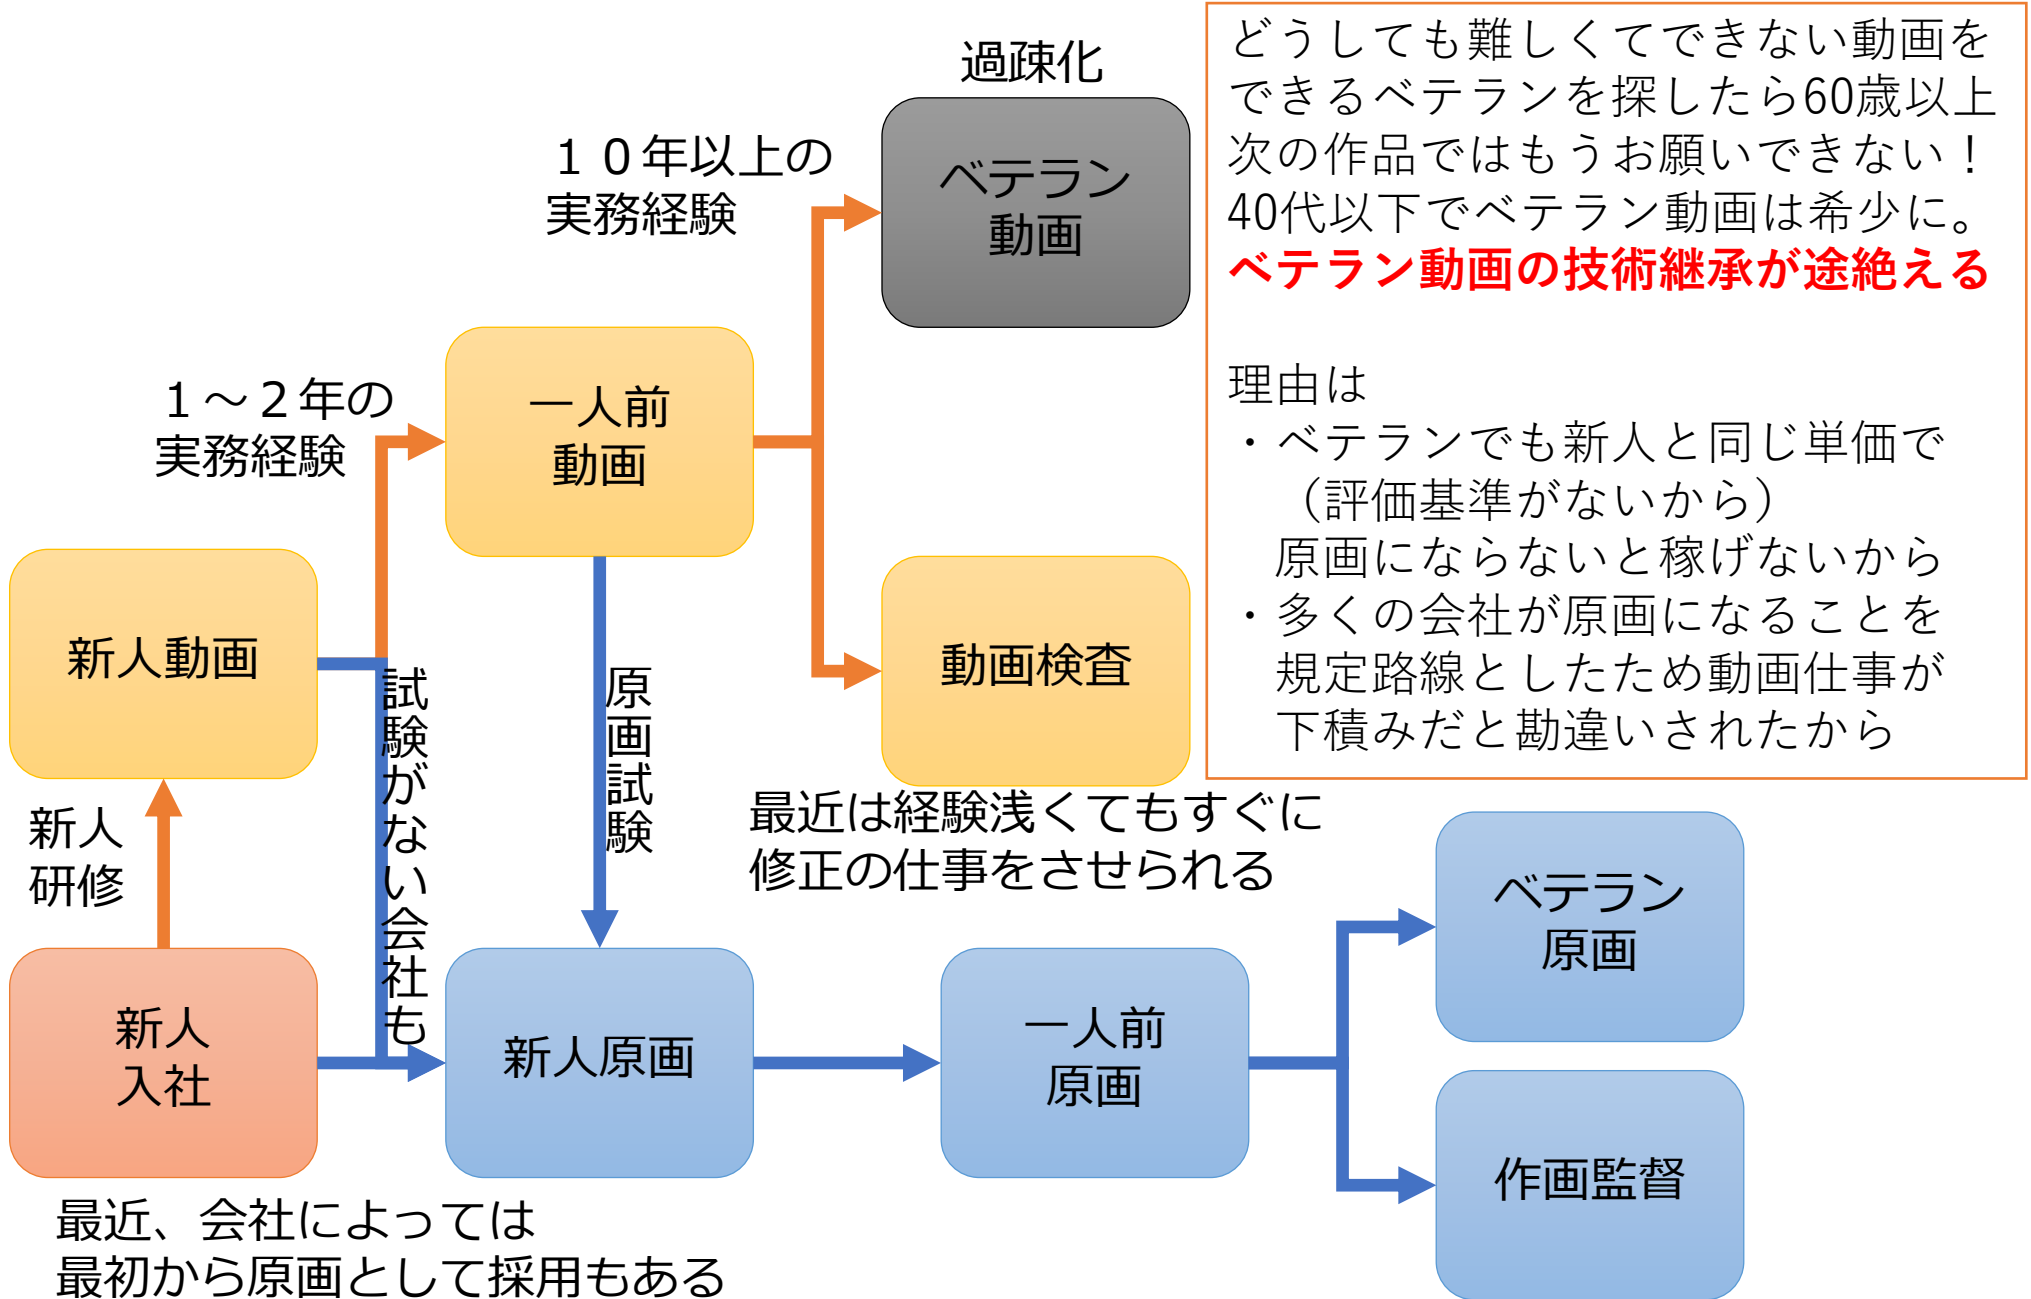 過疎化
ベテラン
動画
１０年以上の
実務経験
どうしても難しくてできない動画を
できるベテランを探したら60歳以上
次の作品ではもうお願いできない！
40代以下でベテラン動画は希少に。
ベテラン動画の技術継承が途絶える
理由は
・ベテランでも新人と同じ単価で
（評価基準がないから）
原画にならないと稼げないから
・多くの会社が原画になることを
規定路線としたため動画仕事が
下積みだと勘違いされたから
１～２年の
実務経験
一人前
動画
新人動画
試験がない会社も
原画試験
動画検査
最近は経験浅くてもすぐに
修正の仕事をさせられる
新人
研修
新人
入社
新人原画
一人前
原画
ベテラン
原画
作画監督
最近、会社によっては
最初から原画として採用もある